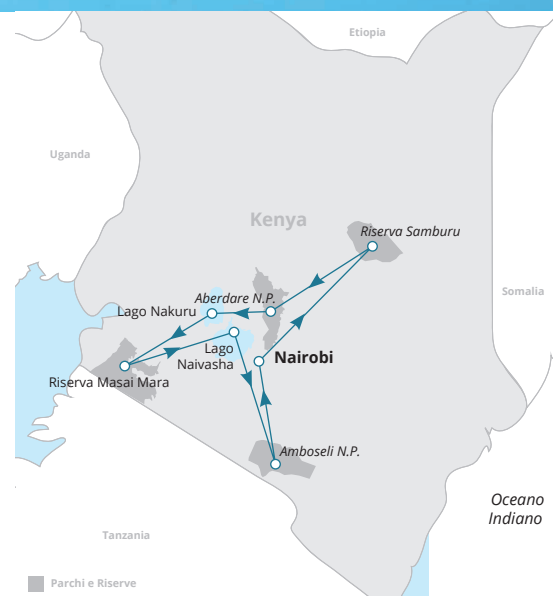 Etiopia
Uganda
Kenya
Riserva Samburu
Somalia
Aberdare N.P.
Lago Nakuru
Lago
Naivasha
Nairobi
Riserva Masai Mara
Amboseli N.P.
Oceano
Indiano
Tanzania
Parchi e Riserve